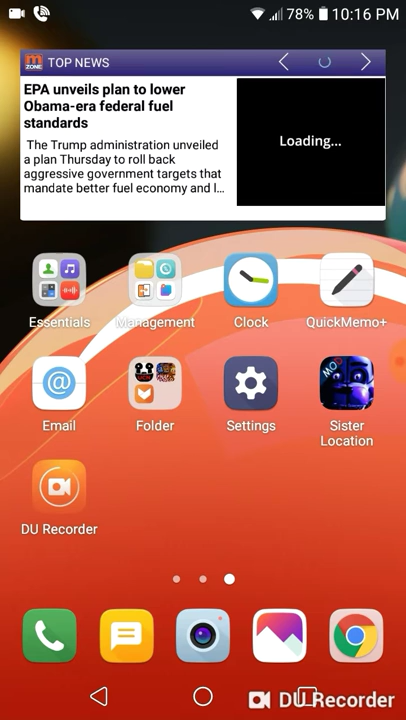 78% 10:16 PM
m ZONE TOP NEWS
EPA unveils plan to lower
Obama-era federal fuel
standards
The Trump administration unveiled
a plan Thursday to roll back
aggressive government targets that
mandate better fuel economy and l...
Loading...
Essentials Management Clock QuickMemo+
MOD
Email Folder Settings Sister
Location
DU Recorder
DU Recorder